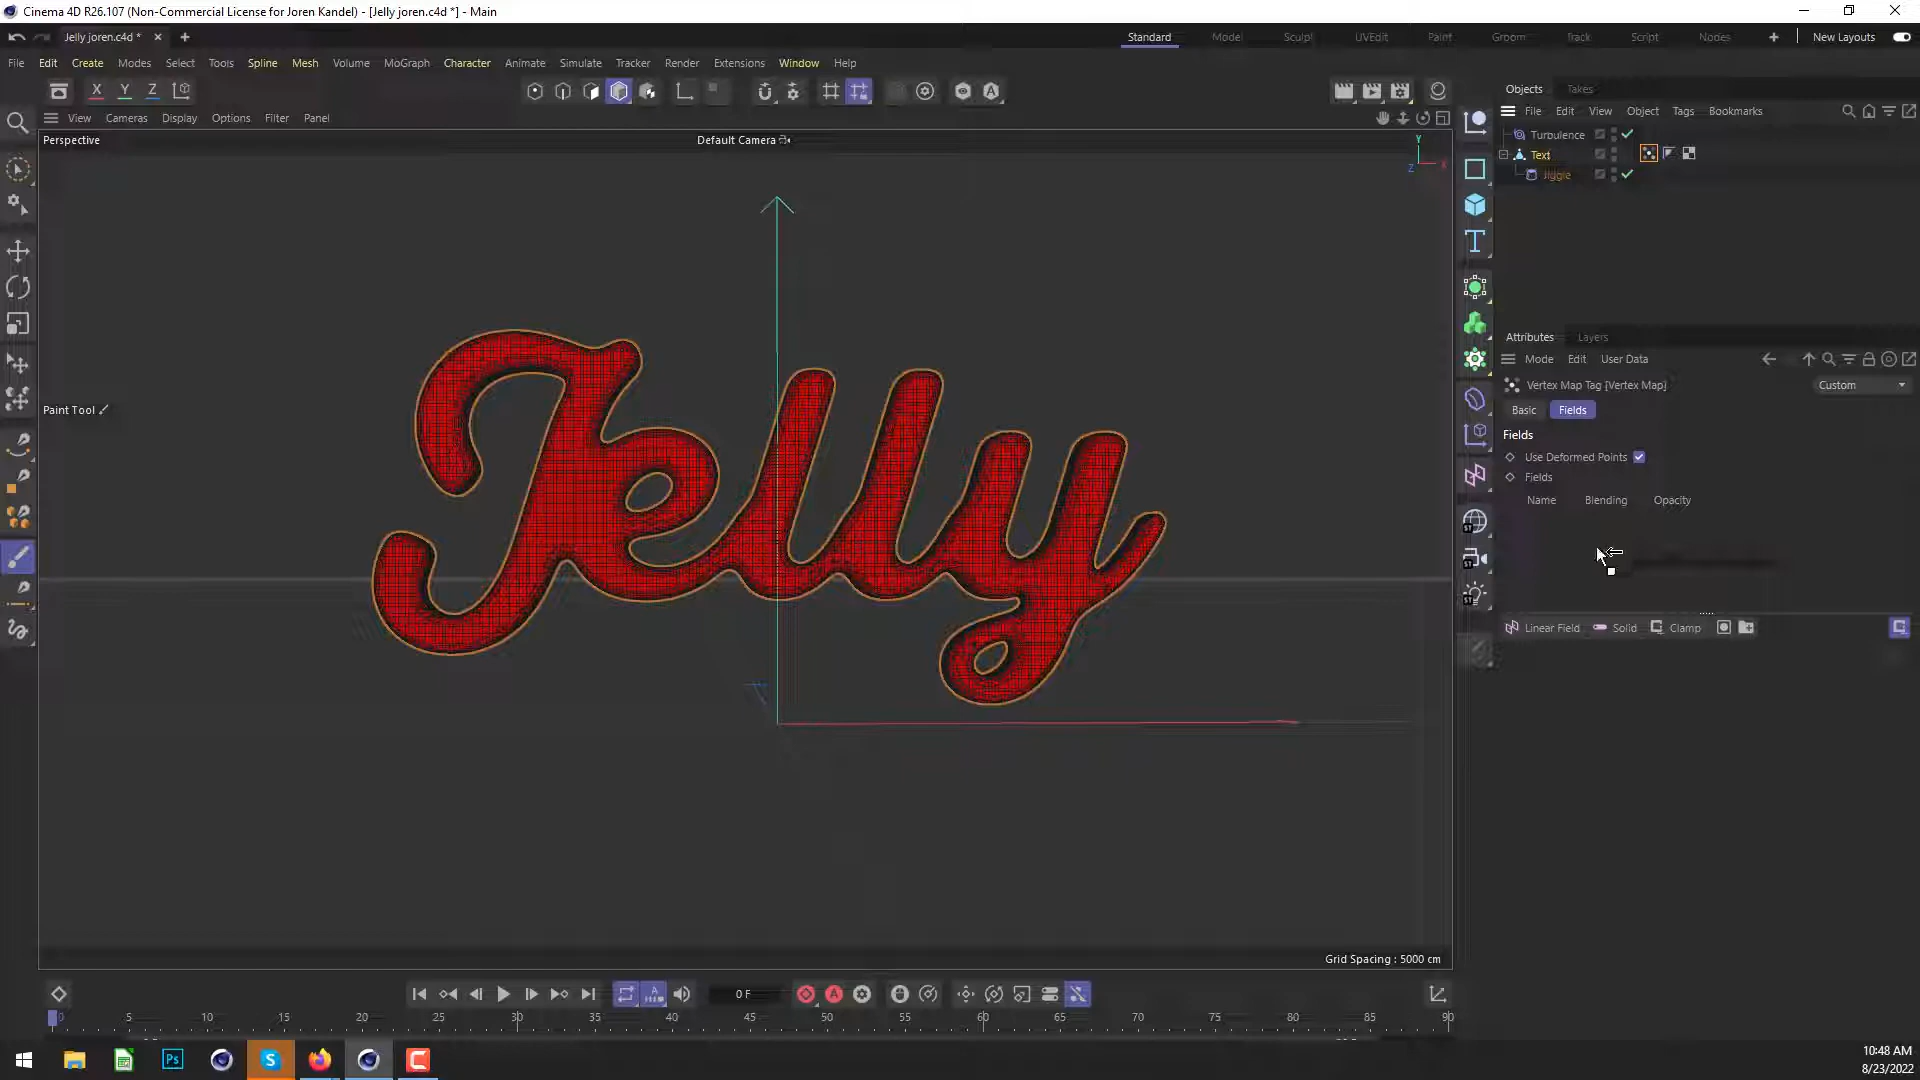 Cinema 4D R26.107 (Non-Commercial License for Joren Kandel) - [Jelly joren.c4d *] - Main
Jelly joren.c4d *
Standard Model Sculpt UVEdit Paint Groom Track Script Nodes New Layouts
File Edit Create Modes Select Tools Spline Mesh Volume MoGraph Character Animate Simulate Tracker Render Extensions Window Help
X Y Z
Objects Takes
View Cameras Display Options Filter Panel
File Edit View Object Tags Bookmarks
Perspective
Default Camera
Y
X
Z
Turbulence
Text
Jiggle
Attributes Layers
Mode Edit User Data
Vertex Map Tag [Vertex Map]
Custom
Basic Fields
Fields
Use Deformed Points
Fields
Name Blending Opacity
Linear Field Solid Clamp
Paint Tool
Jelly
ST
ST
ST
Grid Spacing : 5000 cm
0 F
0 5 10 15 20 25 30 35 40 45 50 55 60 65 70 75 80 85 90
Ps
S
10:48 AM
8/23/2022